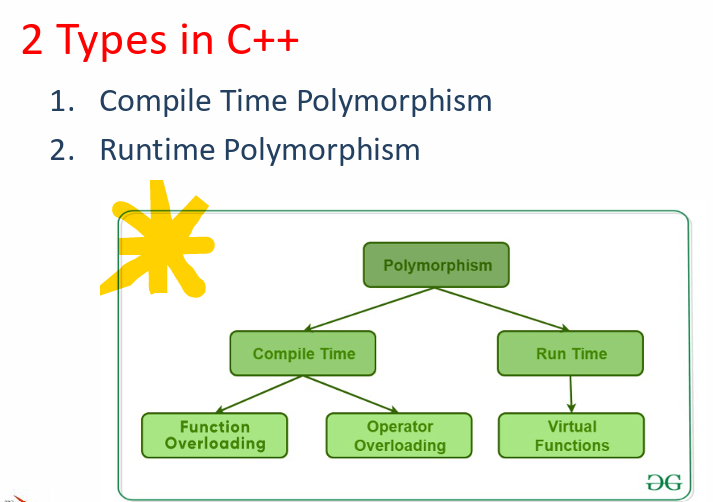 2 Types in C++
1. Compile Time Polymorphism
2. Runtime Polymorphism
Polymorphism
Compile Time
Run Time
Function
Overloading
Operator
Overloading
Virtual
Functions